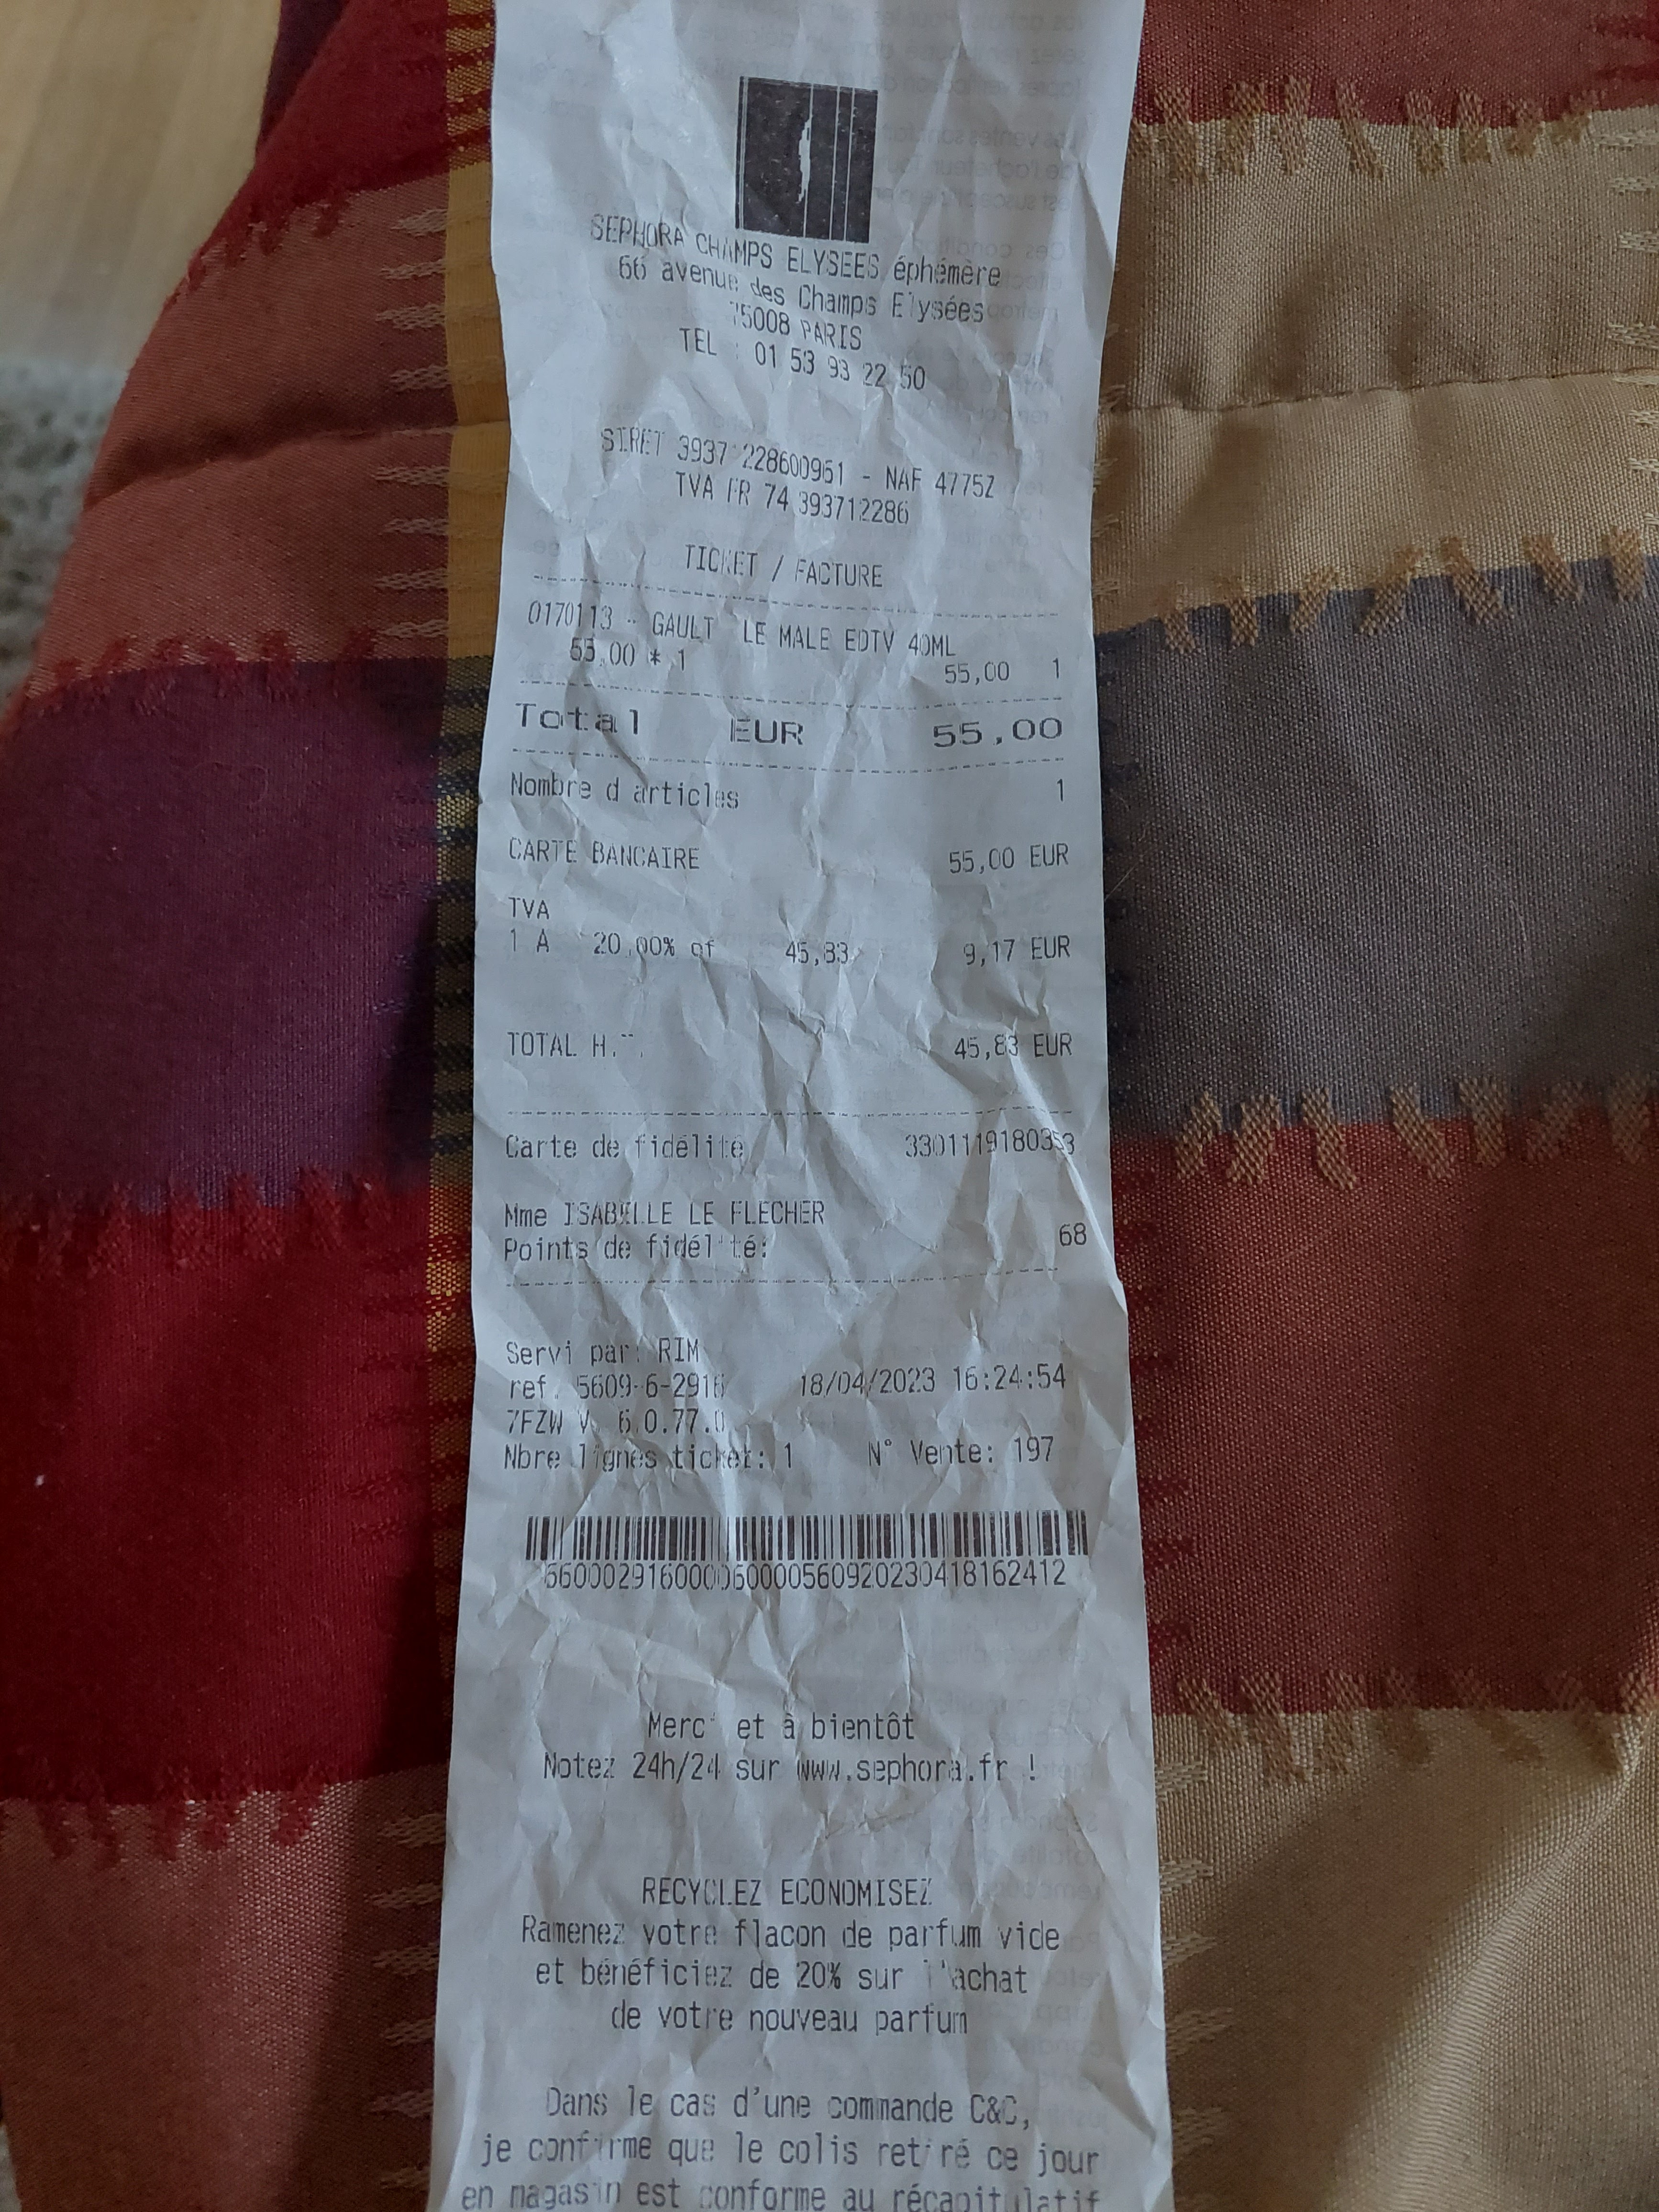 SEPHORA CHAMPS ELYSEES éphémère
66 avenue des Champs Elysées
75008 PARIS
TEL : 01 53 93 22 50
SIRET 39371228600961 - NAF 4775Z
TVA FR 74 393712286
TICKET / FACTURE
0170113 - GAULT LE MALE EDTV 40ML
55,00 * 1 55,00 1
Total EUR 55,00
Nombre d articles 1
CARTE BANCAIRE 55,00 EUR
TVA
1 A 20,00% of 45,83 9,17 EUR
TOTAL H.T. 45,83 EUR
Carte de fidélité 3301119180353
Mme ISABELLE LE FLECHER
Points de fidélité: 68
Servi par: RIM
ref. 5609-6-2916 18/04/2023 16:24:54
7FZW V. 6.0.77.0
Nbre lignes ticket: 1 N° Vente: 197
660002916000060000560920230418162412
Merci et à bientôt
Notez 24h/24 sur www.sephora.fr !
RECYCLEZ ECONOMISEZ
Ramenez votre flacon de parfum vide
et bénéficiez de 20% sur l'achat
de votre nouveau parfum
Dans le cas d'une commande C&C,
je confirme que le colis retiré ce jour
en magasin est conforme au récapitulatif